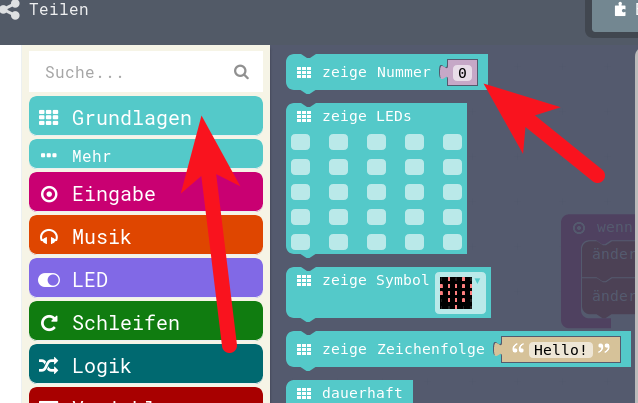 Teilen
Suche...
Grundlagen
Mehr
Eingabe
Musik
LED
Schleifen
Logik
zeige Nummer 0
zeige LEDs
zeige Symbol
zeige Zeichenfolge “ Hello! ”
dauerhaft
wenn
änder
änder